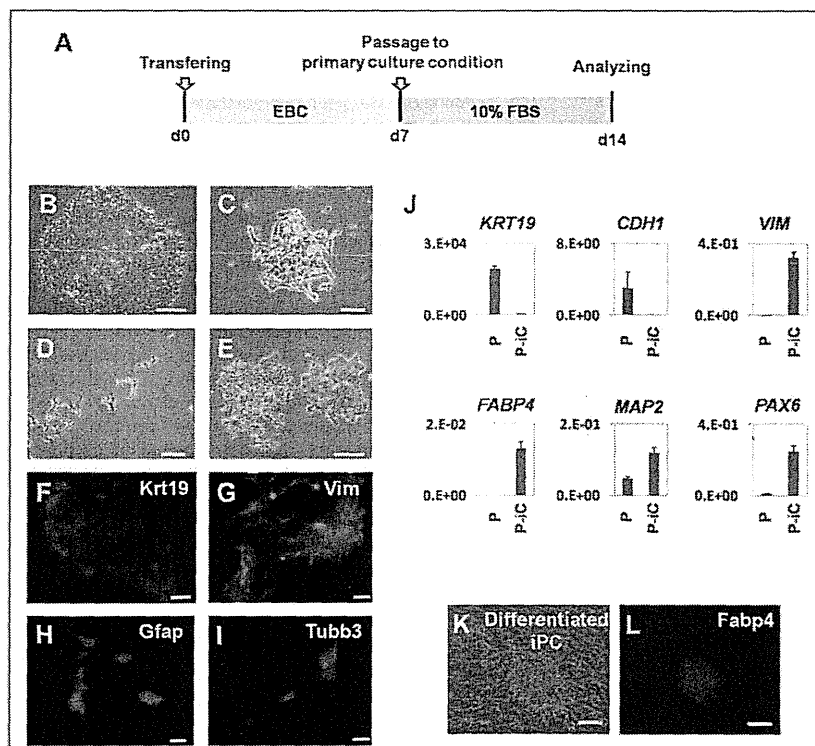 A
Transfering
Passage to
primary culture condition
Analyzing
EBC
10% FBS
d0
d7
d14
B
C
D
E
F
Krt19
G
Vim
H
Gfap
I
Tubb3
J
KRT19
3.E+04
0.E+00
P
P-iC
CDH1
8.E+00
0.E+00
P
P-iC
VIM
4.E-01
0.E+00
P
P-iC
FABP4
2.E-02
0.E+00
P
P-iC
MAP2
2.E-01
0.E+00
P
P-iC
PAX6
4.E-01
0.E+00
P
P-iC
K
Differentiated
iPC
L
Fabp4